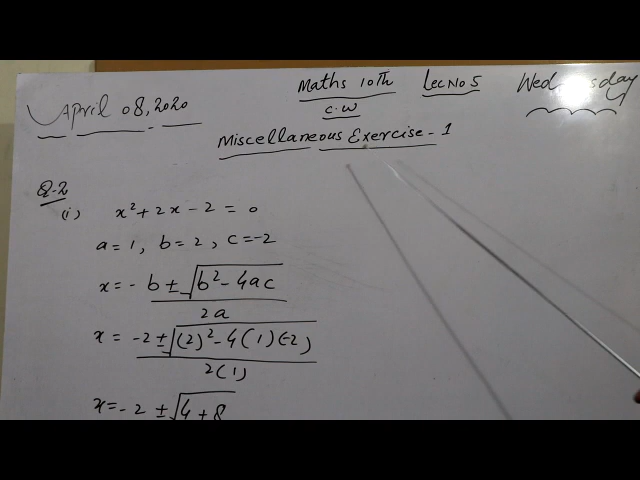 Maths 10th Lec No 5 Wednesday
April 08, 2020
C.W
Miscellaneous Exercise - 1
Q.2
(i) x² + 2x - 2 = 0
a = 1, b = 2, c = -2
x = - b ± √b² - 4ac
2a
x = -2 ± √(2)² - 4(1)(-2)
2(1)
x = -2 ± √4 + 8